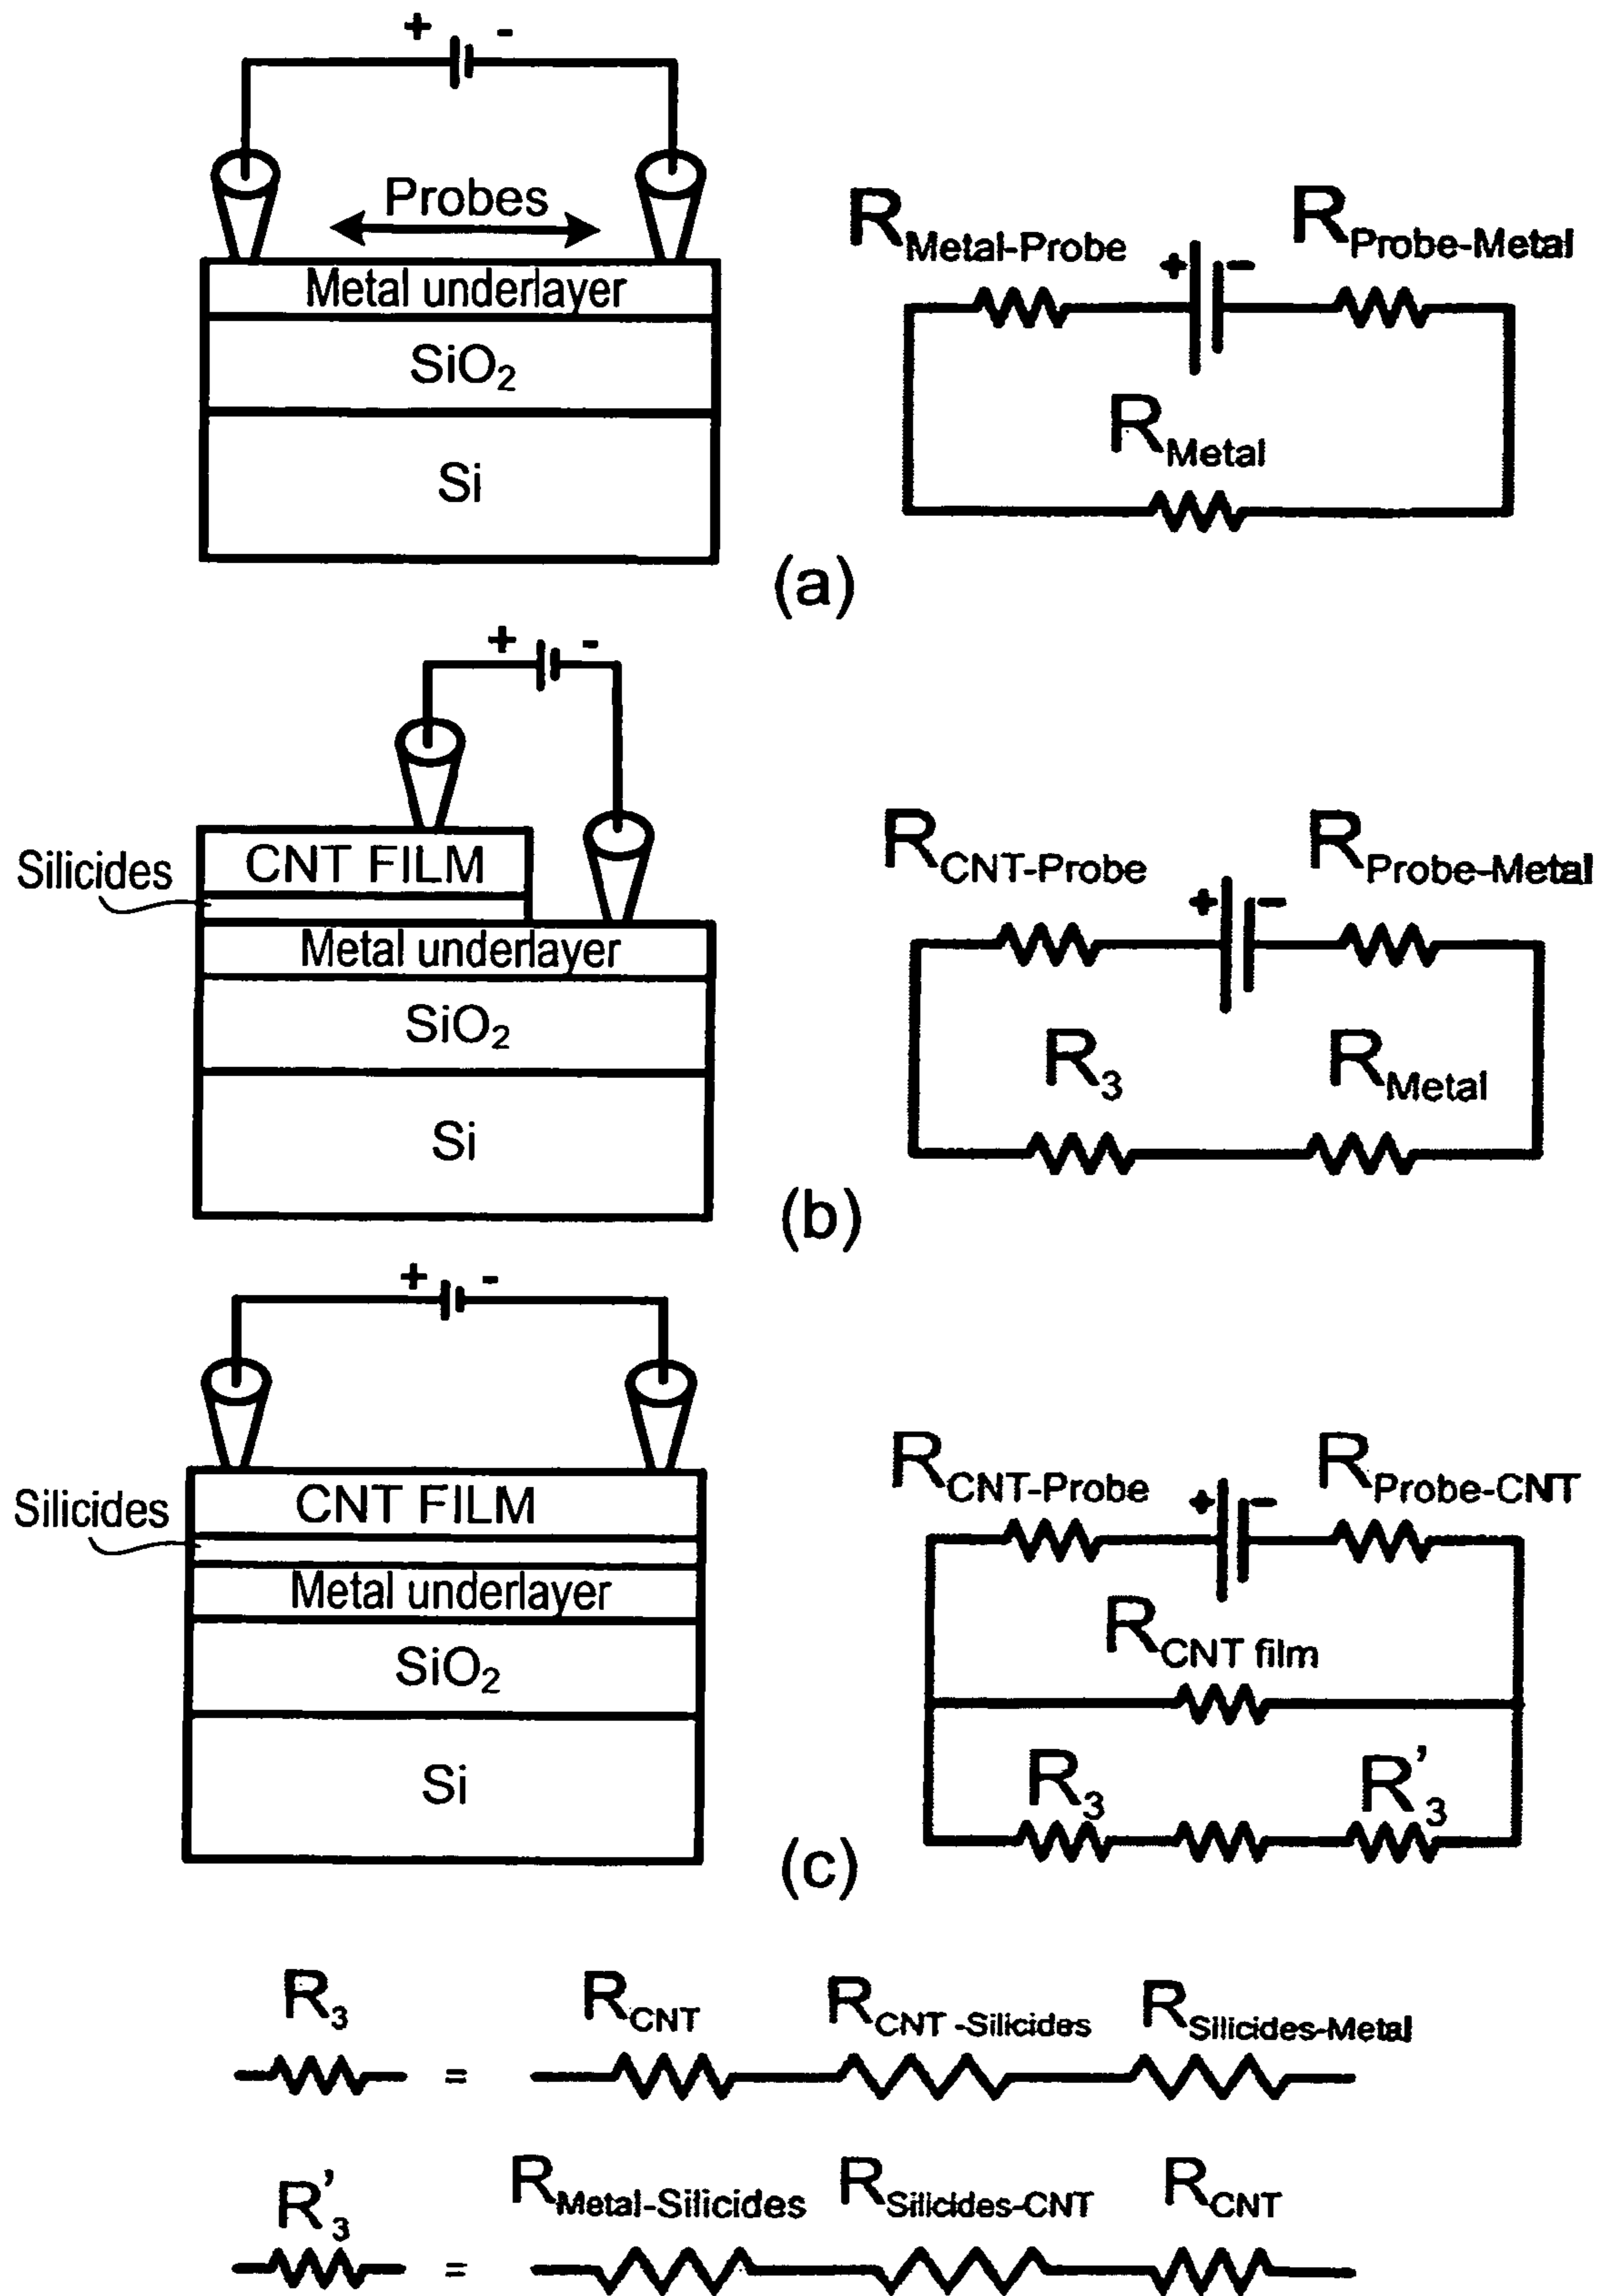 + -
Probes
Metal underlayer
SiO2
Si
RMetal-Probe
RProbe-Metal
+ -
RMetal
(a)
+ -
Silicides
CNT FILM
Metal underlayer
SiO2
Si
RCNT-Probe
RProbe-Metal
+ -
R3
RMetal
(b)
+ -
Silicides
CNT FILM
Metal underlayer
SiO2
Si
RCNT-Probe
RProbe-CNT
+ -
RCNT film
R3
R'3
(c)
R3 = RCNT RCNT -Silicides RSilicides-Metal
R'3 = RMetal-Silicides RSilicides-CNT RCNT